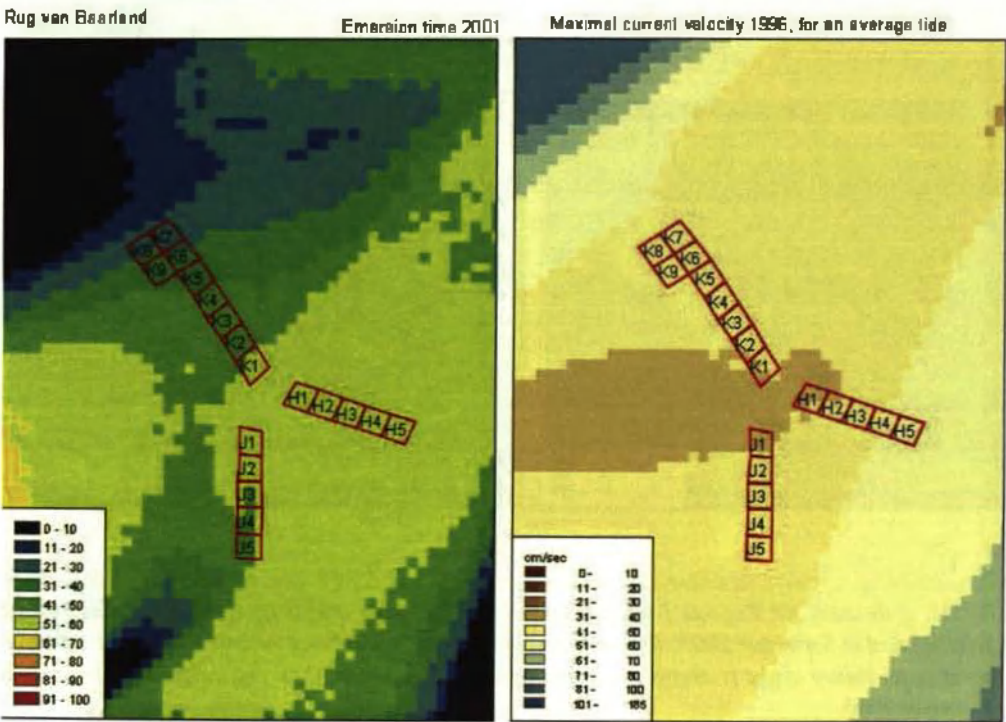 Rug van Baarland
Emersion time 2001
Maximal current velocity 1996, for an average tide
K7
K8 K6
K9 K5
K4
K3
K2
K1
H1 H2 H3 H4 H5
J1
J2
J3
J4
J5
0 - 10
11 - 20
21 - 30
31 - 40
41 - 50
51 - 60
61 - 70
71 - 80
81 - 90
91 - 100
K7
K8 K6
K9 K5
K4
K3
K2
K1
H1 H2 H3 H4 H5
J1
J2
J3
J4
J5
cm/sec
0- 10
11- 20
21- 30
31- 40
41- 60
51- 60
61- 70
71- 80
81- 100
101- 185